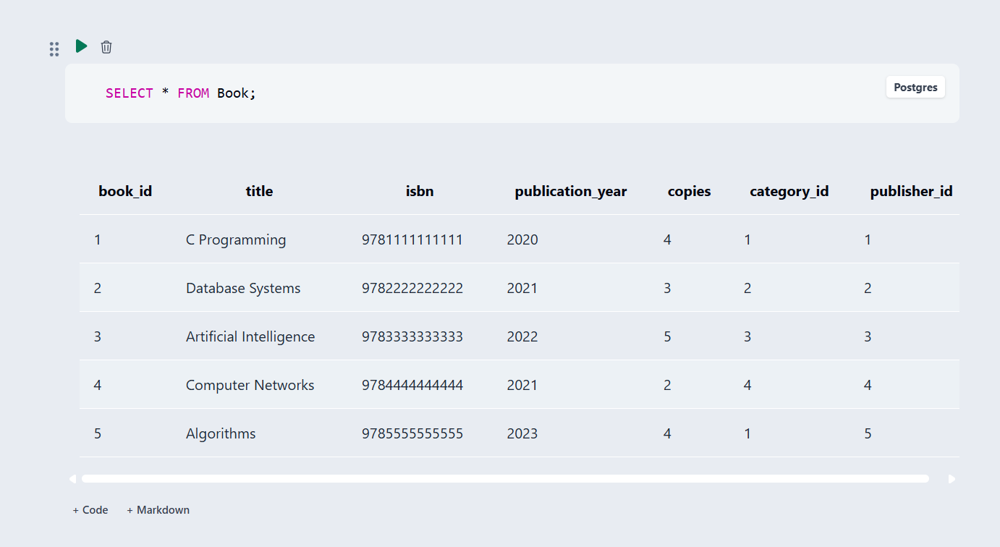 SELECT * FROM Book;
Postgres
book_id title isbn publication_year copies category_id publisher_id
1 C Programming 9781111111111 2020 4 1 1
2 Database Systems 9782222222222 2021 3 2 2
3 Artificial Intelligence 9783333333333 2022 5 3 3
4 Computer Networks 9784444444444 2021 2 4 4
5 Algorithms 9785555555555 2023 4 1 5
+ Code + Markdown